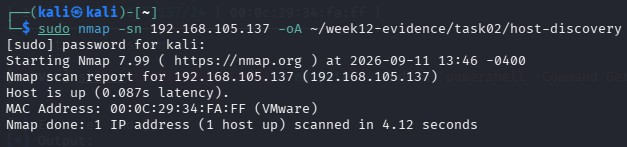 ┌──(kali㉿kali)-[~]
└─$ sudo nmap -sn 192.168.105.137 -oA ~/week12-evidence/task02/host-discovery
[sudo] password for kali:
Starting Nmap 7.99 ( https://nmap.org ) at 2026-09-11 13:46 -0400
Nmap scan report for 192.168.105.137 (192.168.105.137)
Host is up (0.087s latency).
MAC Address: 00:0C:29:34:FA:FF (VMware)
Nmap done: 1 IP address (1 host up) scanned in 4.12 seconds